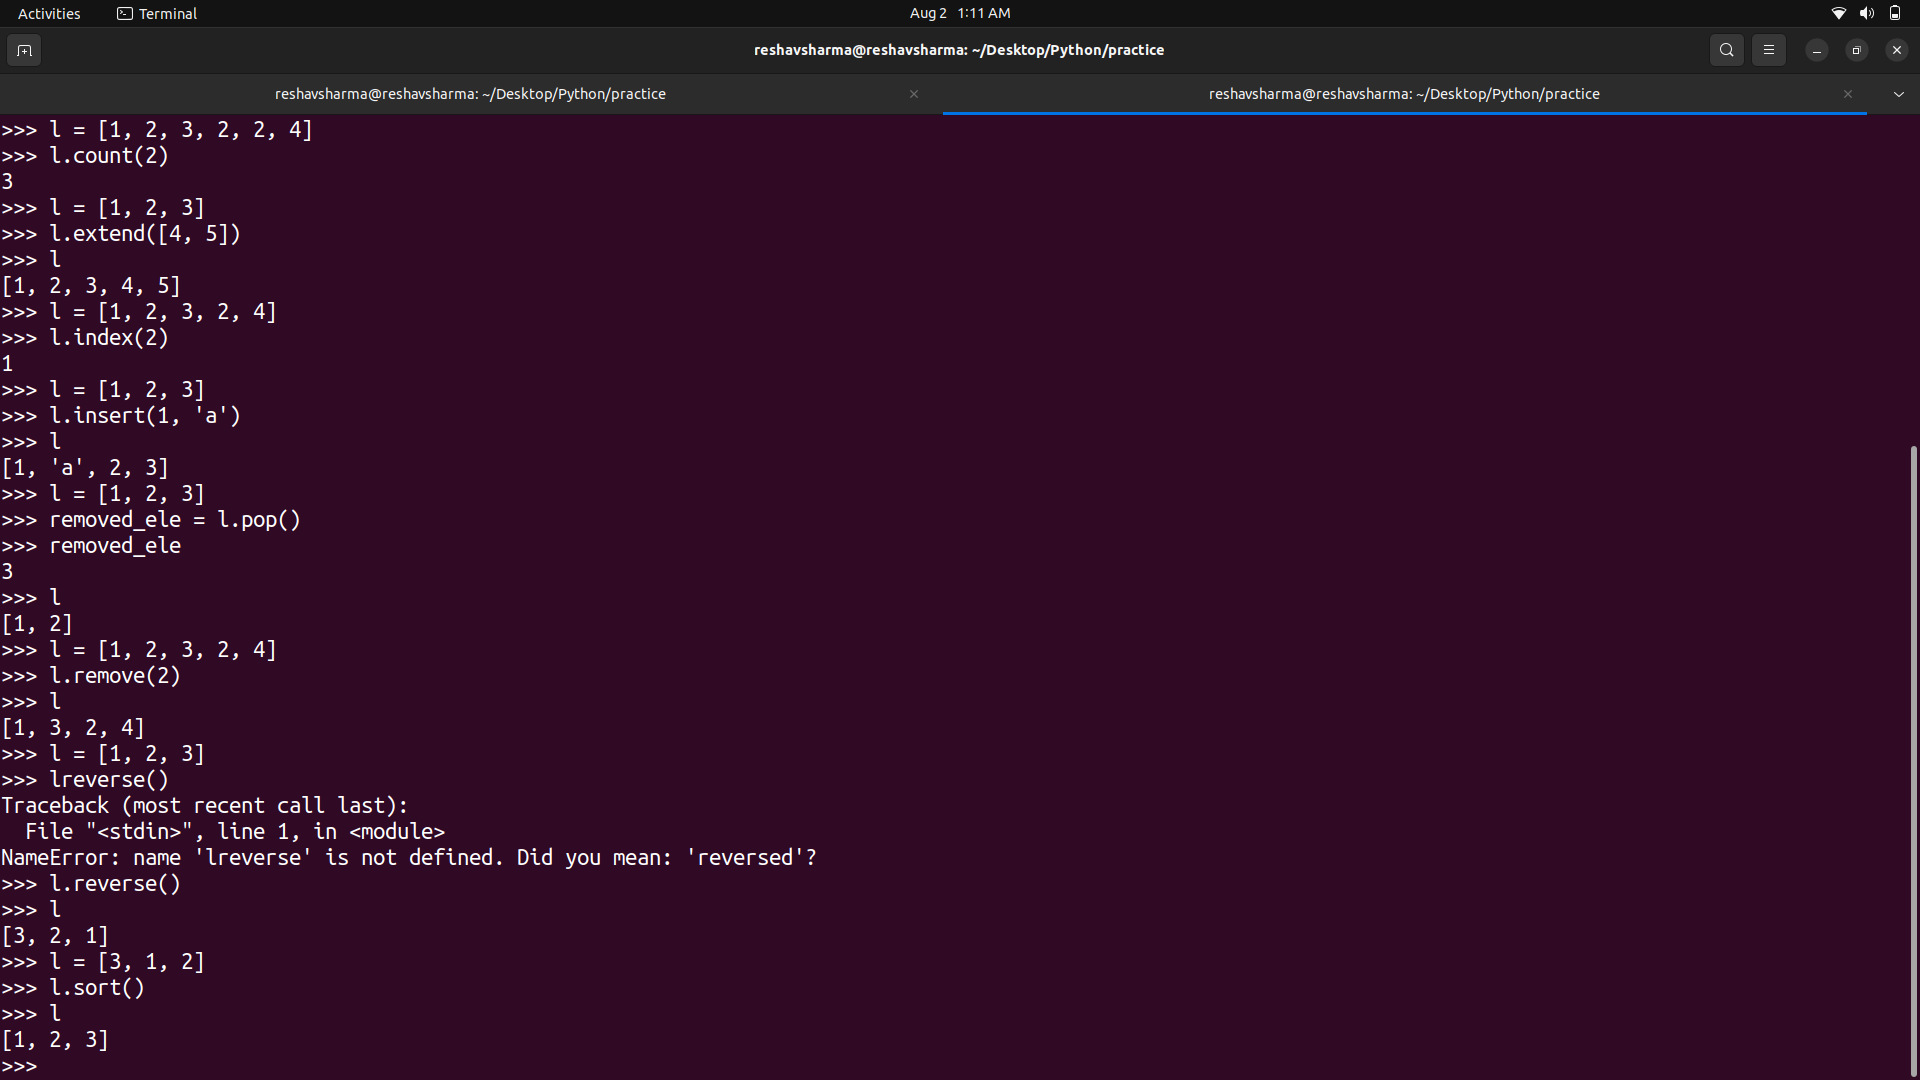 Activities Terminal Aug 2 1:11 AM
reshavsharma@reshavsharma: ~/Desktop/Python/practice
reshavsharma@reshavsharma: ~/Desktop/Python/practice reshavsharma@reshavsharma: ~/Desktop/Python/practice
>>> l = [1, 2, 3, 2, 2, 4]
>>> l.count(2)
3
>>> l = [1, 2, 3]
>>> l.extend([4, 5])
>>> l
[1, 2, 3, 4, 5]
>>> l = [1, 2, 3, 2, 4]
>>> l.index(2)
1
>>> l = [1, 2, 3]
>>> l.insert(1, 'a')
>>> l
[1, 'a', 2, 3]
>>> l = [1, 2, 3]
>>> removed_ele = l.pop()
>>> removed_ele
3
>>> l
[1, 2]
>>> l = [1, 2, 3, 2, 4]
>>> l.remove(2)
>>> l
[1, 3, 2, 4]
>>> l = [1, 2, 3]
>>> lreverse()
Traceback (most recent call last):
  File "<stdin>", line 1, in <module>
NameError: name 'lreverse' is not defined. Did you mean: 'reversed'?
>>> l.reverse()
>>> l
[3, 2, 1]
>>> l = [3, 1, 2]
>>> l.sort()
>>> l
[1, 2, 3]
>>>